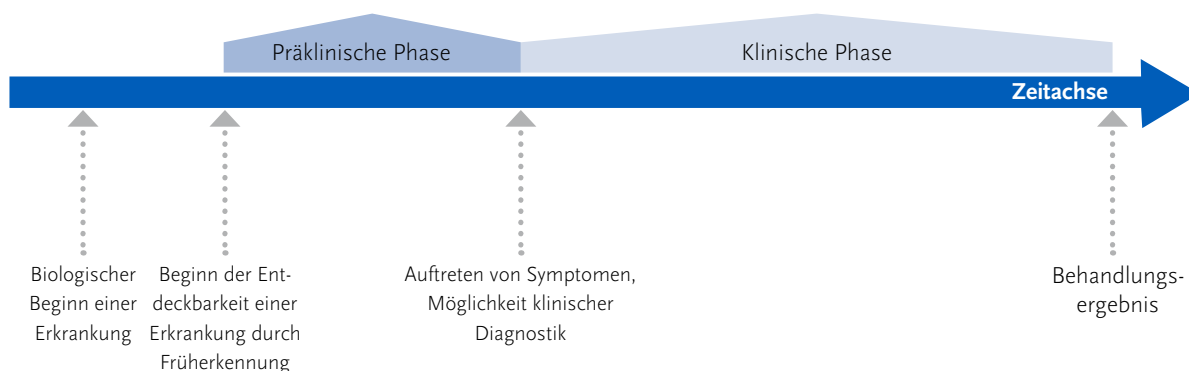 Präklinische Phase
Klinische Phase
Zeitachse
Biologischer
Beginn einer
Erkrankung
Beginn der Ent-
deckbarkeit einer
Erkrankung durch
Früherkennung
Auftreten von Symptomen,
Möglichkeit klinischer
Diagnostik
Behandlungs-
ergebnis